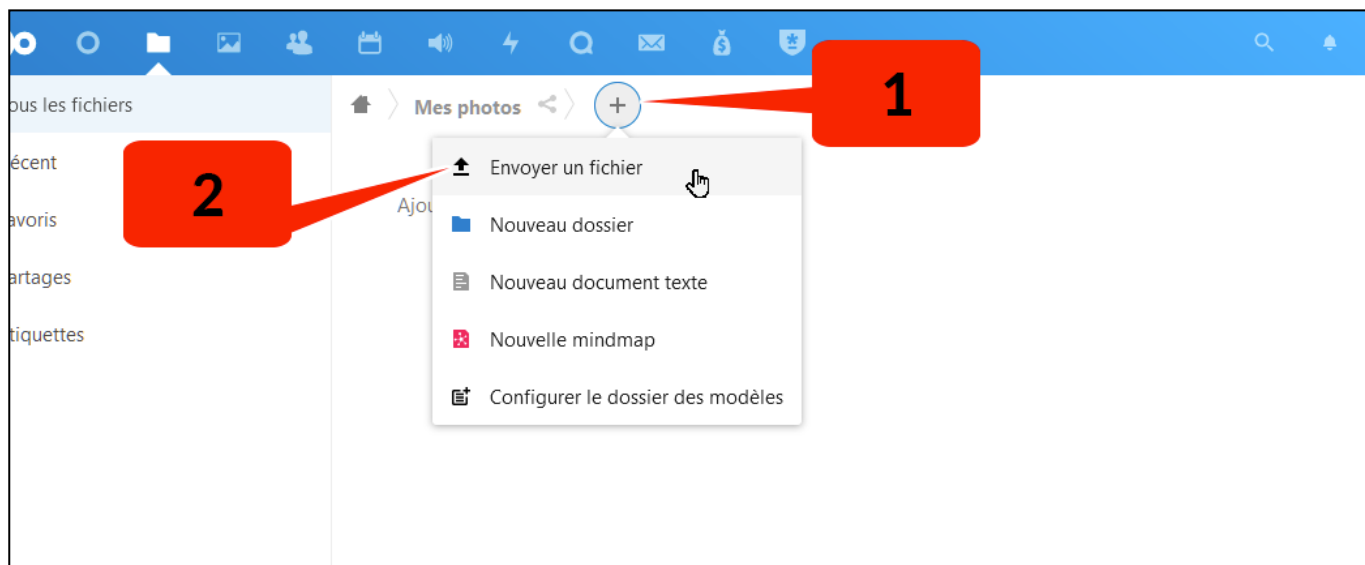 ous les fichiers
Mes photos
1
écent
Envoyer un fichier
2
avoris
Ajou
Nouveau dossier
artages
Nouveau document texte
tiquettes
Nouvelle mindmap
Configurer le dossier des modèles